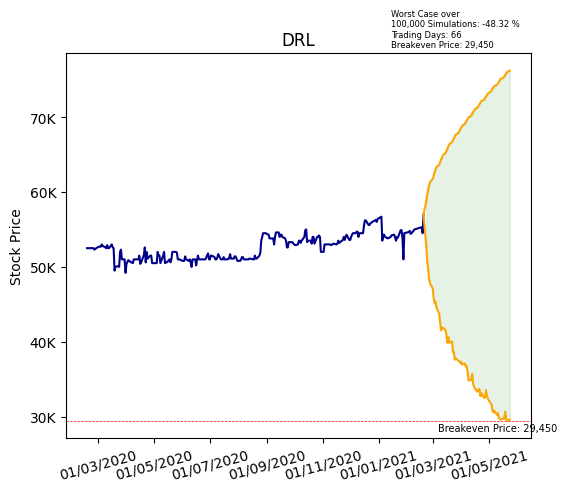 Worst Case over
100,000 Simulations: -48.32 %
Trading Days: 66
Breakeven Price: 29,450
DRL
Stock Price
70K
60K
50K
40K
30K
Breakeven Price: 29,450
01/03/2020
01/05/2020
01/07/2020
01/09/2020
01/11/2020
01/01/2021
01/03/2021
01/05/2021